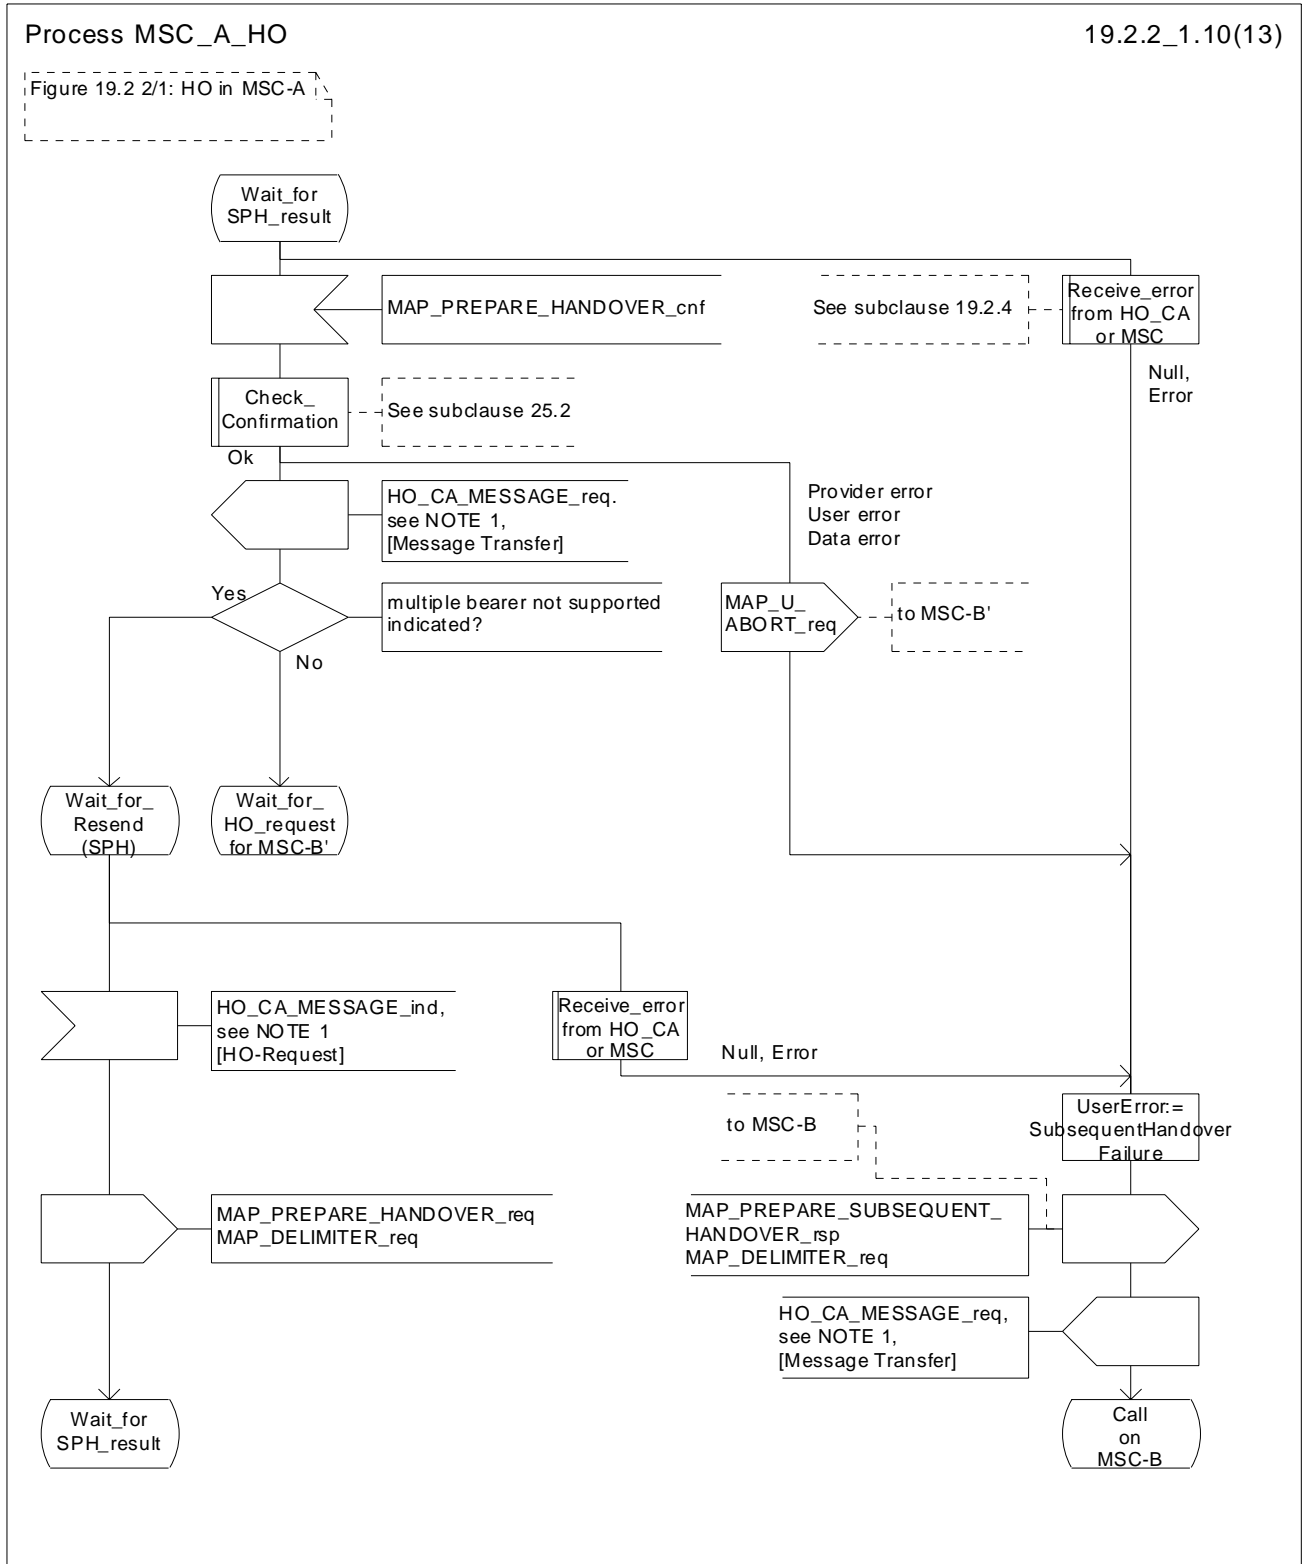 Process MSC_A_HO
19.2.2_1.10(13)
Figure 19.2 2/1: HO in MSC-A
Wait_for
SPH_result
MAP_PREPARE_HANDOVER_cnf
See subclause 19.2.4
Receive_error
from HO_CA
or MSC
Null,
Error
Check_
Confirmation
See subclause 25.2
Ok
HO_CA_MESSAGE_req.
see NOTE 1,
[Message Transfer]
Provider error
User error
Data error
Yes
multiple bearer not supported
indicated?
No
MAP_U_
ABORT_req
to MSC-B'
Wait_for_
Resend
(SPH)
Wait_for_
HO_request
for MSC-B'
HO_CA_MESSAGE_ind,
see NOTE 1
[HO-Request]
Receive_error
from HO_CA
or MSC
Null, Error
to MSC-B
UserError:=
SubsequentHandover
Failure
MAP_PREPARE_HANDOVER_req
MAP_DELIMITER_req
MAP_PREPARE_SUBSEQUENT_
HANDOVER_rsp
MAP_DELIMITER_req
HO_CA_MESSAGE_req,
see NOTE 1,
[Message Transfer]
Wait_for
SPH_result
Call
on
MSC-B